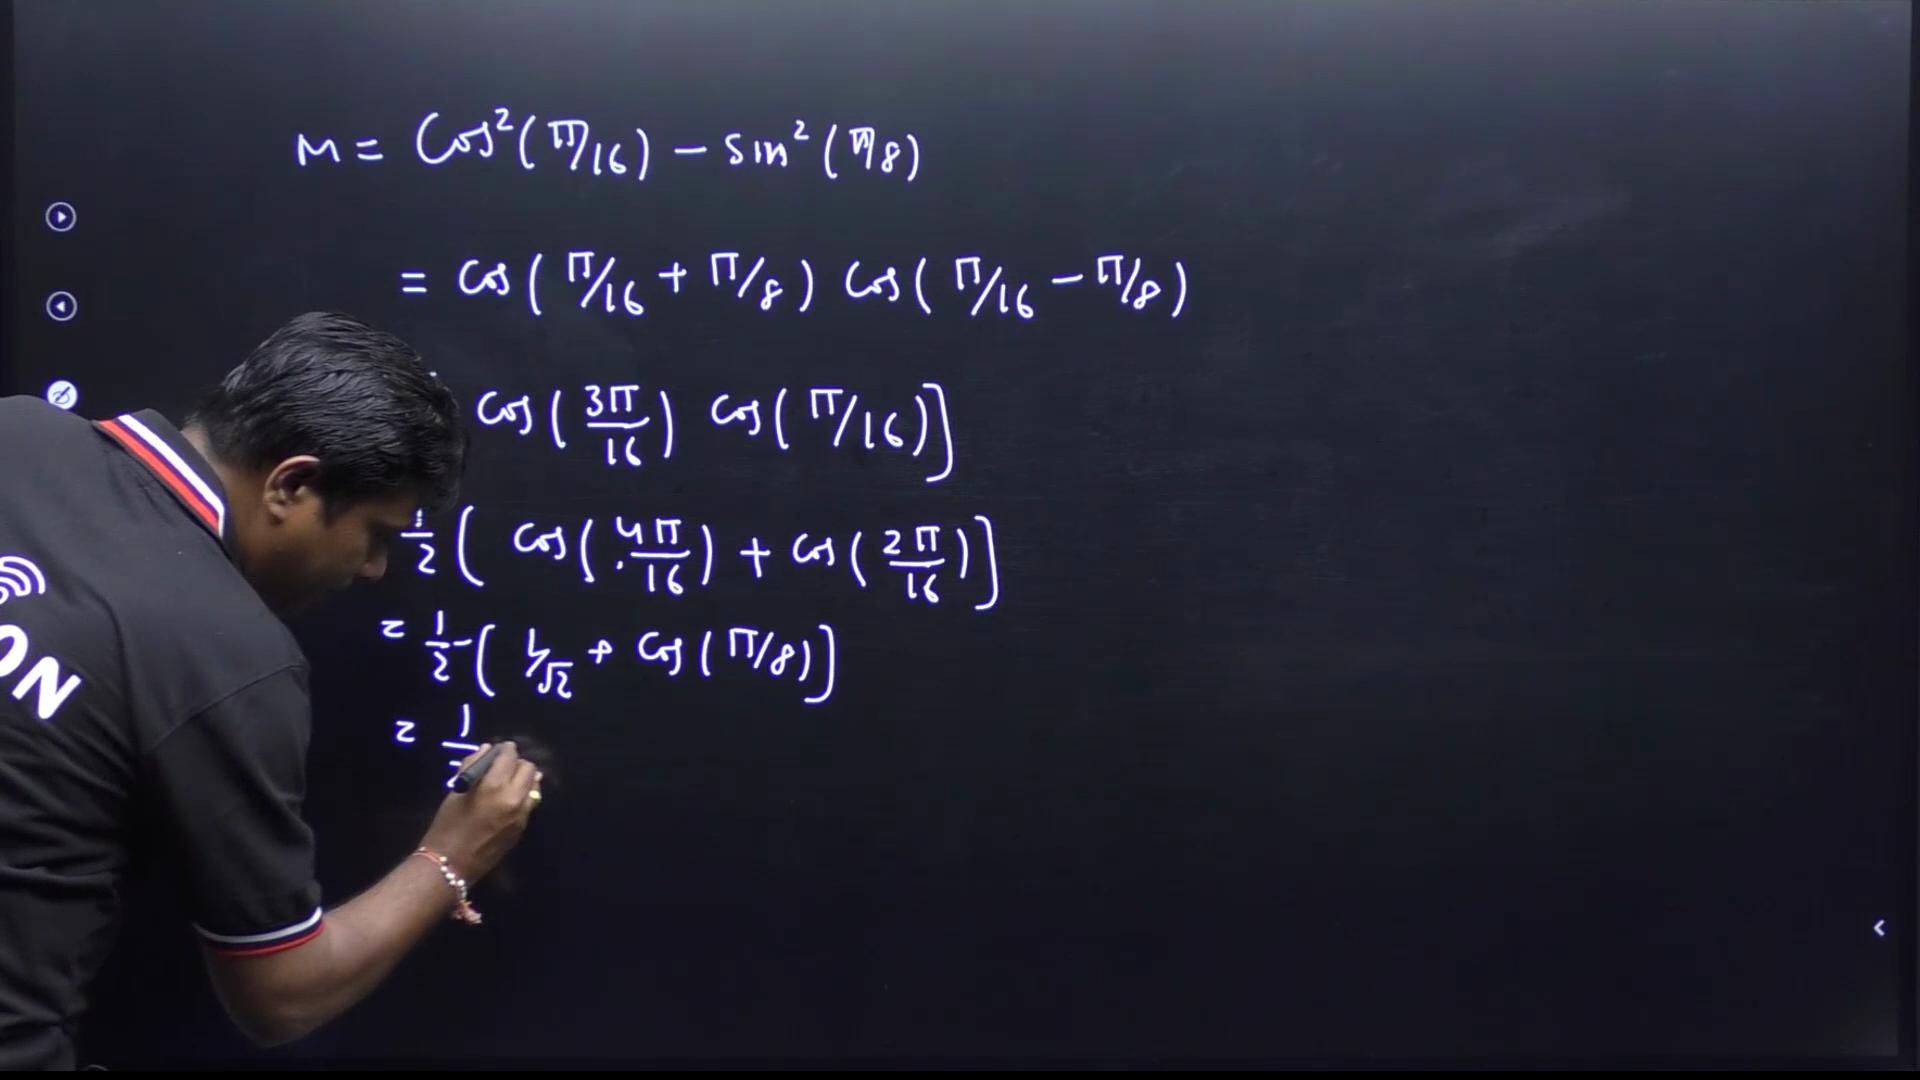 M = Cos²(π/16) - Sin²(π/8)
= Cos(π/16 + π/8) Cos(π/16 - π/8)
Cos(3π/16) Cos(π/16)]
1/2 ( Cos(4π/16) + Cos(2π/16)]
= 1/2 ( 1/√2 + Cos(π/8)]
= 1/2
ON